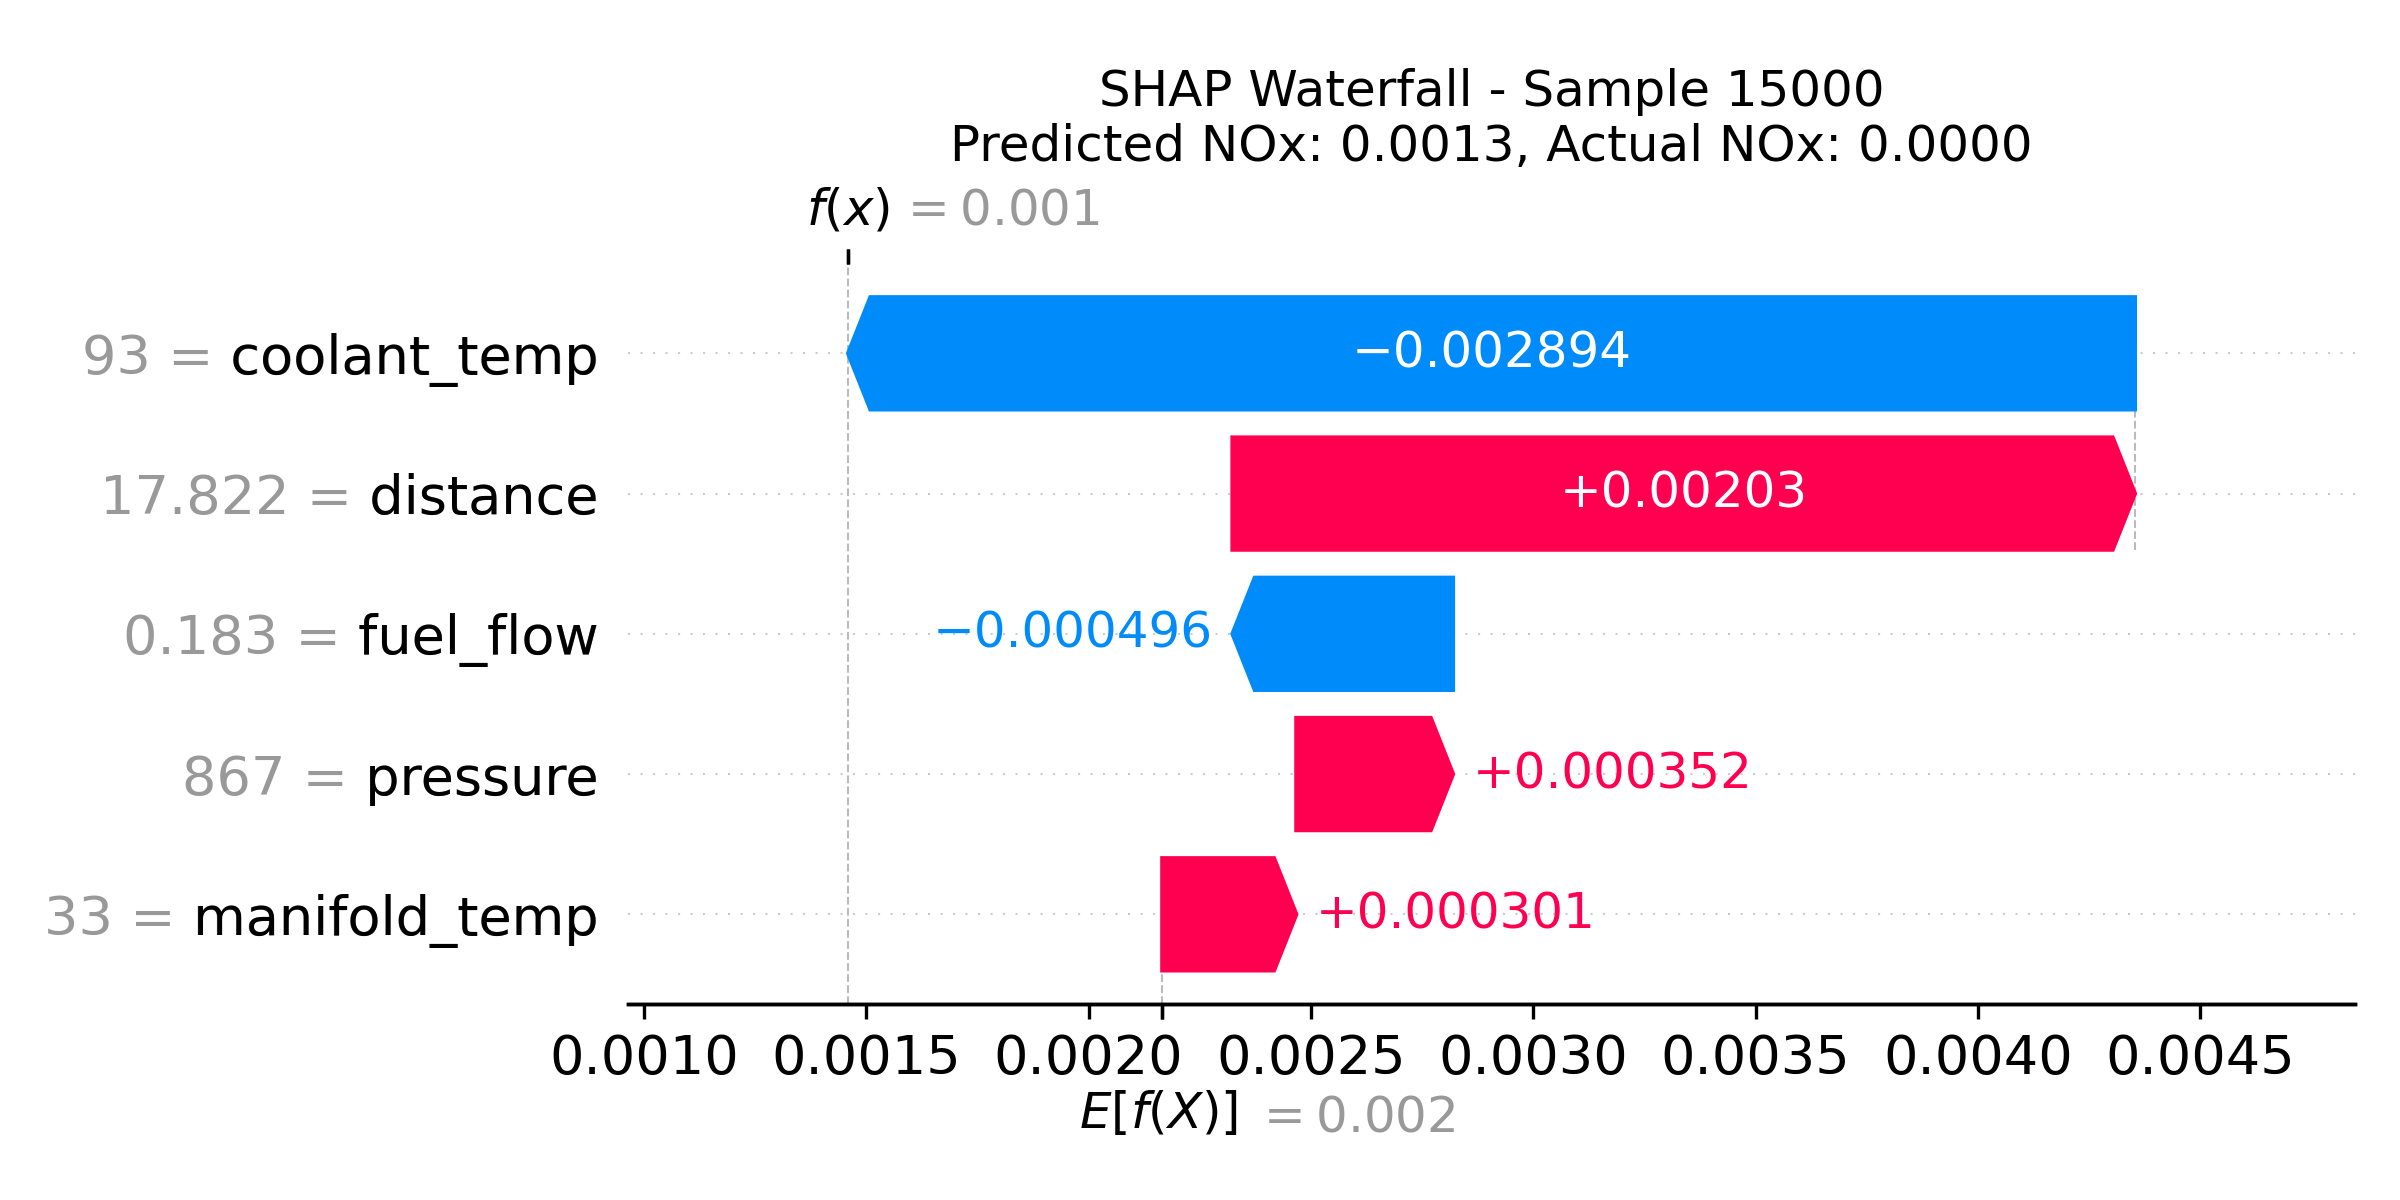 SHAP Waterfall - Sample 15000
Predicted NOx: 0.0013, Actual NOx: 0.0000
f(x) = 0.001
93 = coolant_temp −0.002894
17.822 = distance +0.00203
0.183 = fuel_flow −0.000496
867 = pressure +0.000352
33 = manifold_temp +0.000301
0.0010 0.0015 0.0020 0.0025 0.0030 0.0035 0.0040 0.0045
E[f(X)] = 0.002